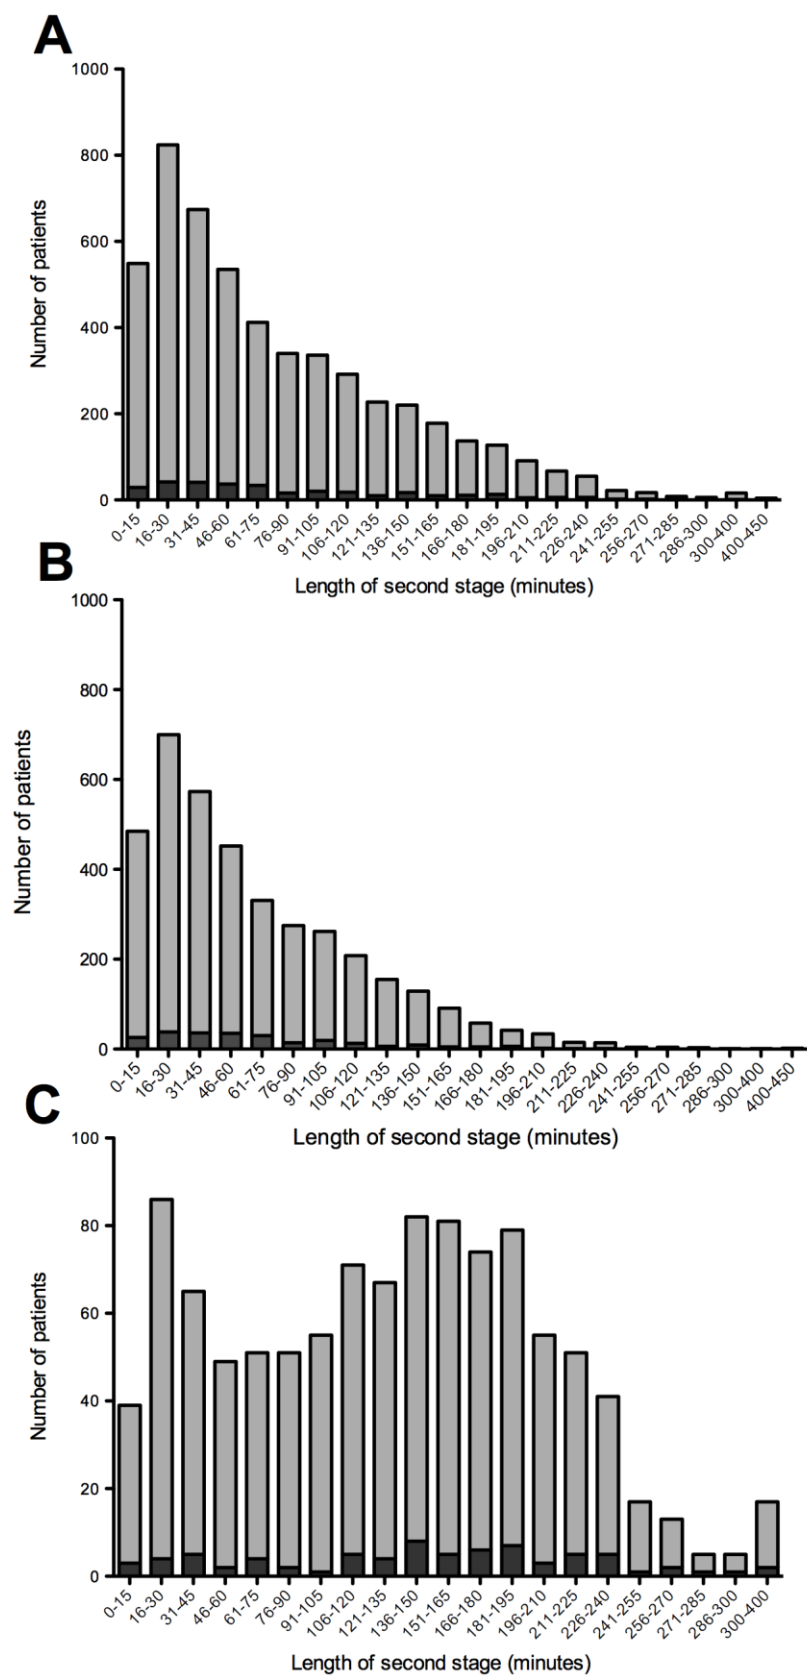 A
1000
800
600
400
200
0
Number of patients
0-15 16-30 31-45 46-60 61-75 76-90 91-105 106-120 121-135 136-150 151-165 166-180 181-195 196-210 211-225 226-240 241-255 256-270 271-285 286-300 300-400 400-450
Length of second stage (minutes)
B
1000
800
600
400
200
0
Number of patients
0-15 16-30 31-45 46-60 61-75 76-90 91-105 106-120 121-135 136-150 151-165 166-180 181-195 196-210 211-225 226-240 241-255 256-270 271-285 286-300 300-400 400-450
Length of second stage (minutes)
C
100
80
60
40
20
0
Number of patients
0-15 16-30 31-45 46-60 61-75 76-90 91-105 106-120 121-135 136-150 151-165 166-180 181-195 196-210 211-225 226-240 241-255 256-270 271-285 286-300 300-400
Length of second stage (minutes)